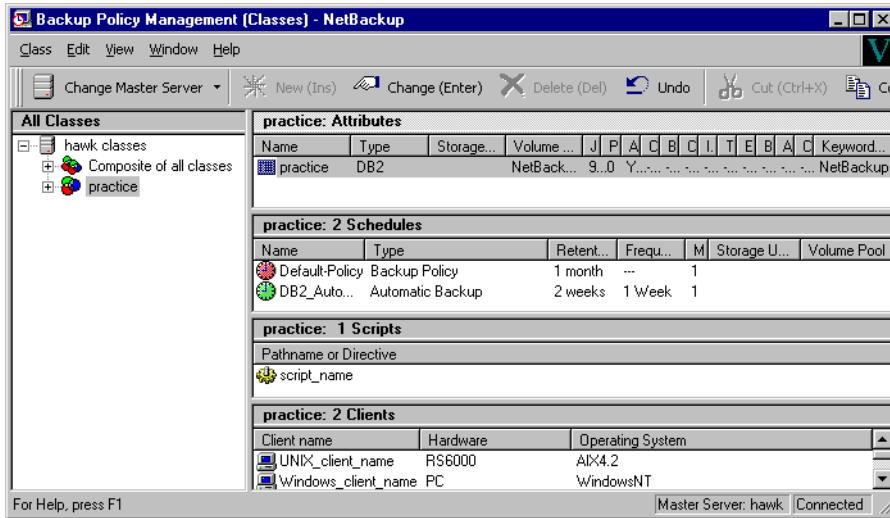 Backup Policy Management (Classes) - NetBackup
Class Edit View Window Help
Change Master Server New (Ins) Change (Enter) Delete (Del) Undo Cut (Ctrl+X)
All Classes
hawk classes
Composite of all classes
practice
practice: Attributes
Name Type Storage... Volume ... J P A C B C I. T E B A C Keyword...
practice DB2 NetBack... 9...0 Y...-... -... -... -... -... -... -... NetBackup
practice: 2 Schedules
Name Type Retent... Frequ... M Storage U... Volume Pool
Default-Policy Backup Policy 1 month --- 1
DB2_Auto... Automatic Backup 2 weeks 1 Week 1
practice: 1 Scripts
Pathname or Directive
script_name
practice: 2 Clients
Client name Hardware Operating System
UNIX_client_name RS6000 AIX4.2
Windows_client_name PC WindowsNT
For Help, press F1 Master Server: hawk Connected